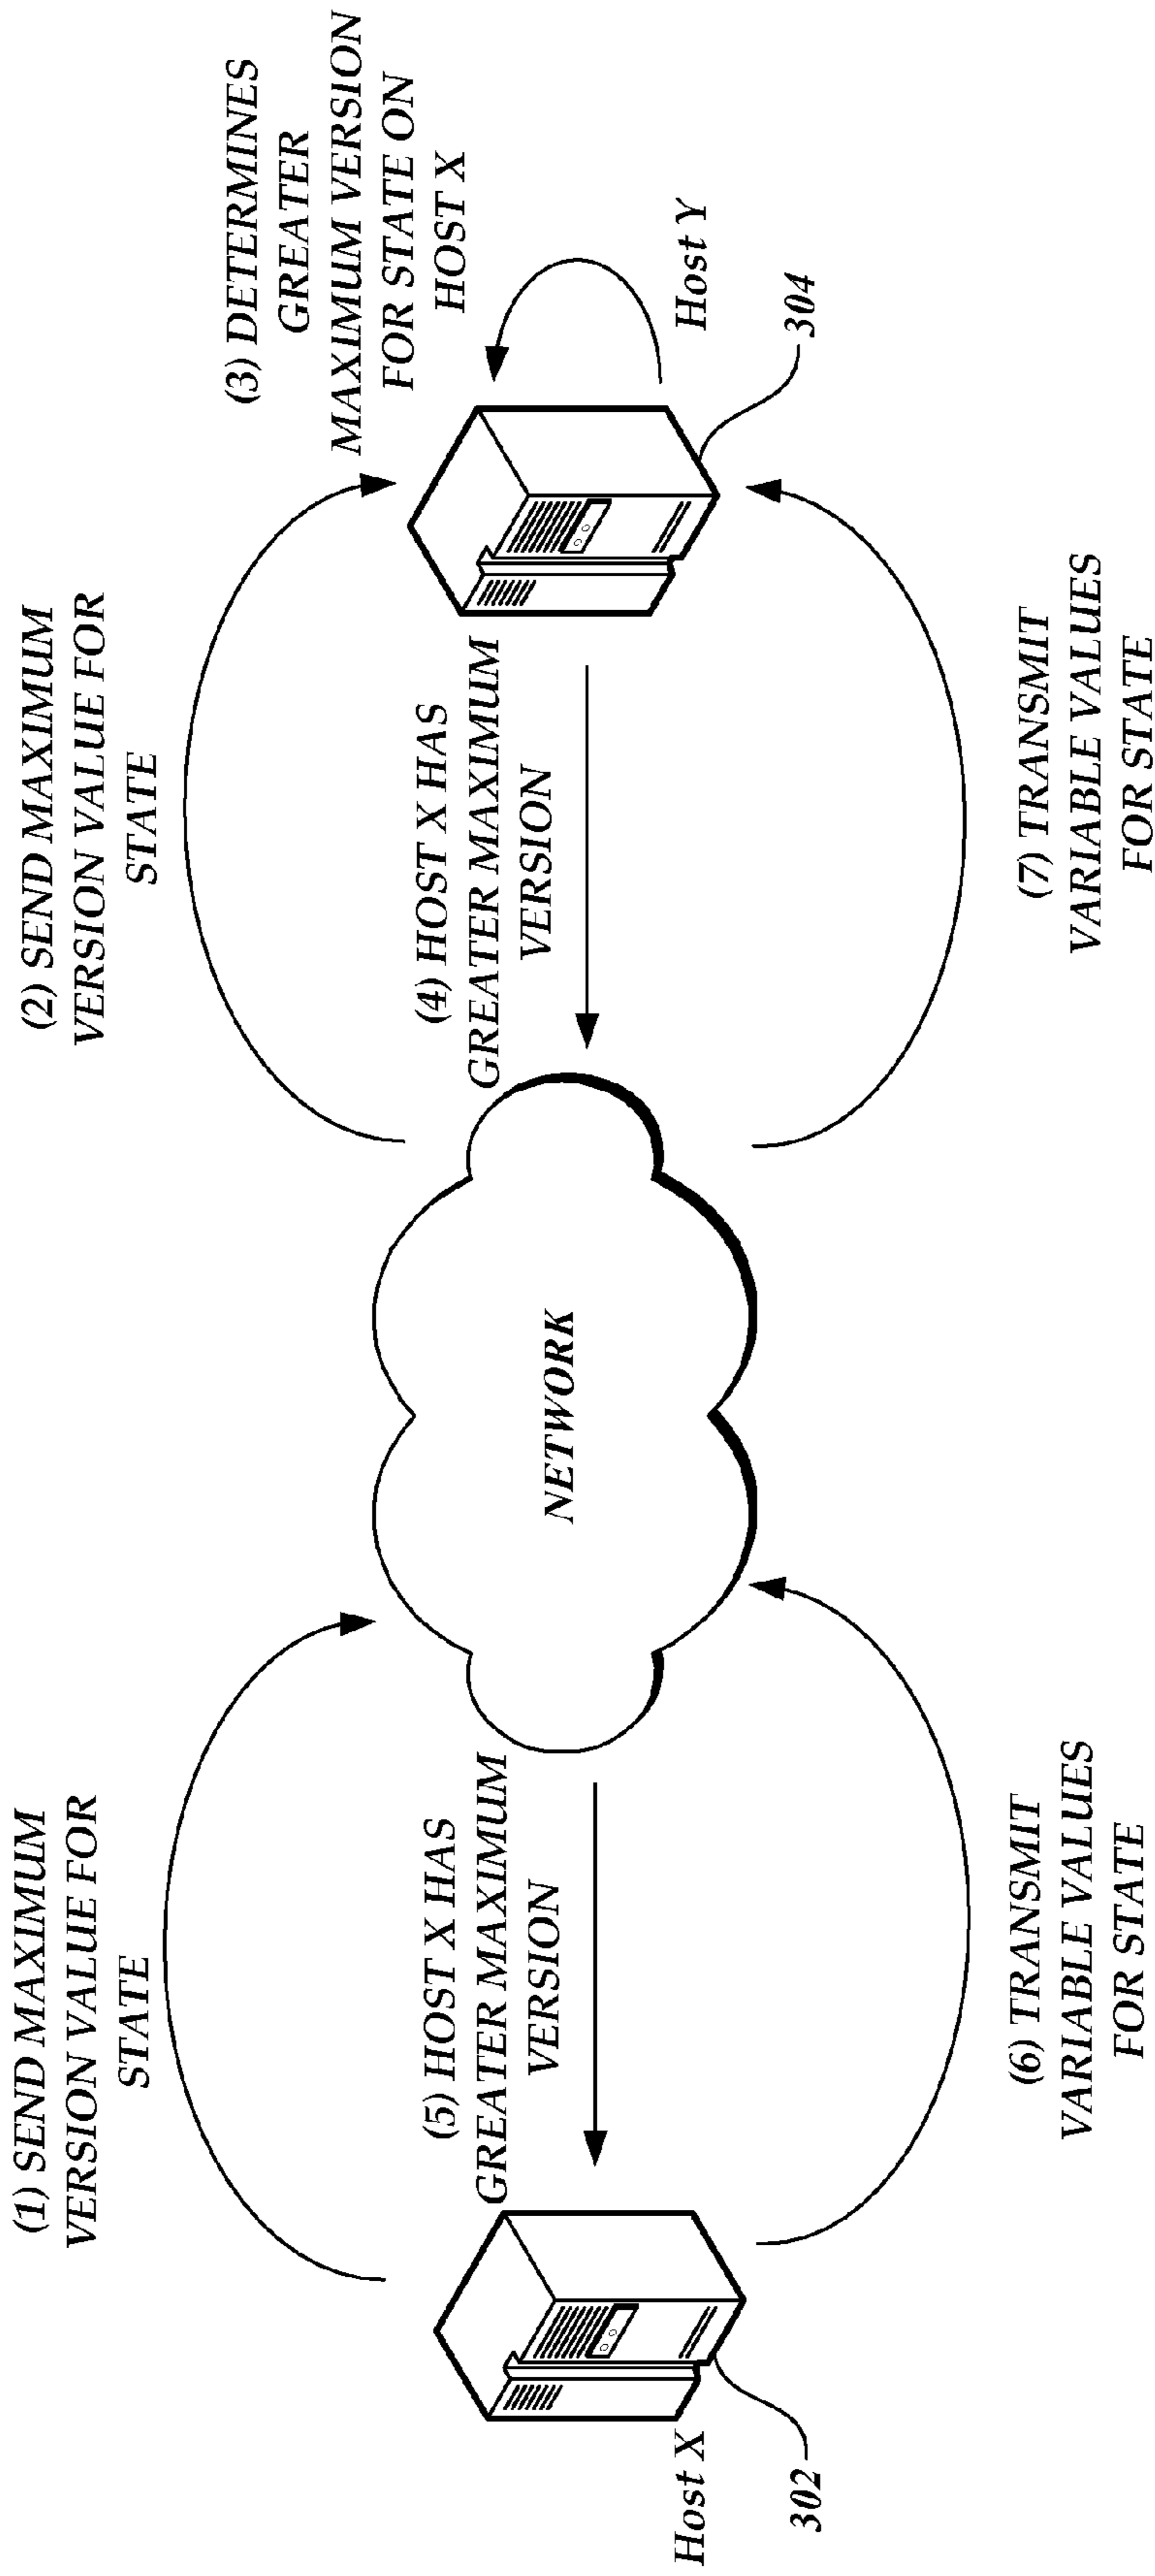 (1) SEND MAXIMUM
VERSION VALUE FOR
STATE
(2) SEND MAXIMUM
VERSION VALUE FOR
STATE
(3) DETERMINES
GREATER
MAXIMUM VERSION
FOR STATE ON
HOST X
(5) HOST X HAS
GREATER MAXIMUM
VERSION
NETWORK
(4) HOST X HAS
GREATER MAXIMUM
VERSION
Host X
302
Host Y
304
(6) TRANSMIT
VARIABLE VALUES
FOR STATE
(7) TRANSMIT
VARIABLE VALUES
FOR STATE